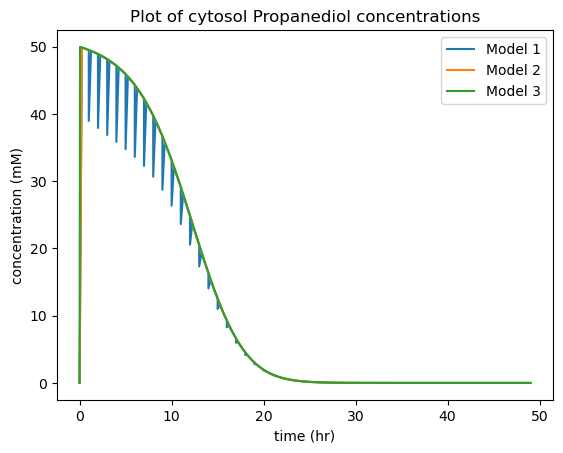 Plot of cytosol Propanediol concentrations
Model 1
Model 2
Model 3
concentration (mM)
50
40
30
20
10
0
0 10 20 30 40 50
time (hr)